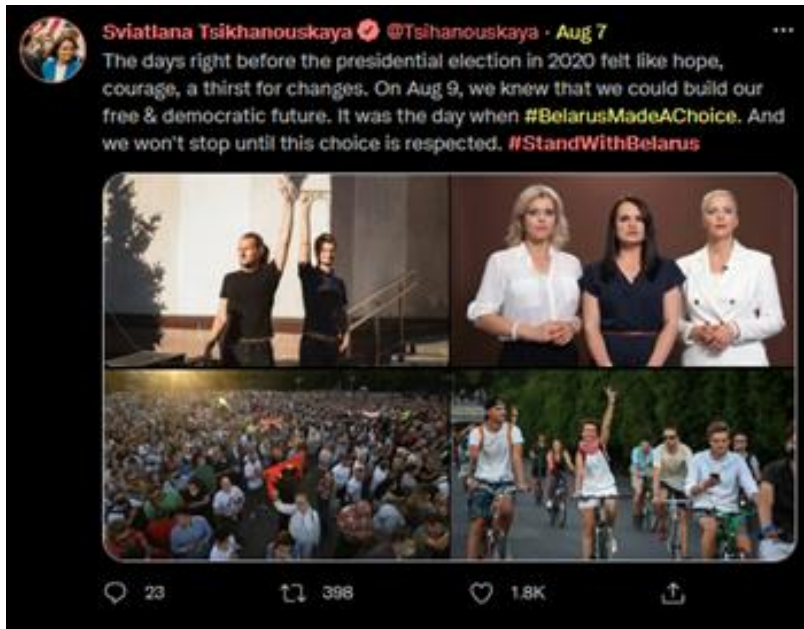 Sviatlana Tsikhanouskaya @Tsihanouskaya · Aug 7
The days right before the presidential election in 2020 felt like hope,
courage, a thirst for changes. On Aug 9, we knew that we could build our
free & democratic future. It was the day when #BelarusMadeAChoice. And
we won't stop until this choice is respected. #StandWithBelarus
23 398 1.8K